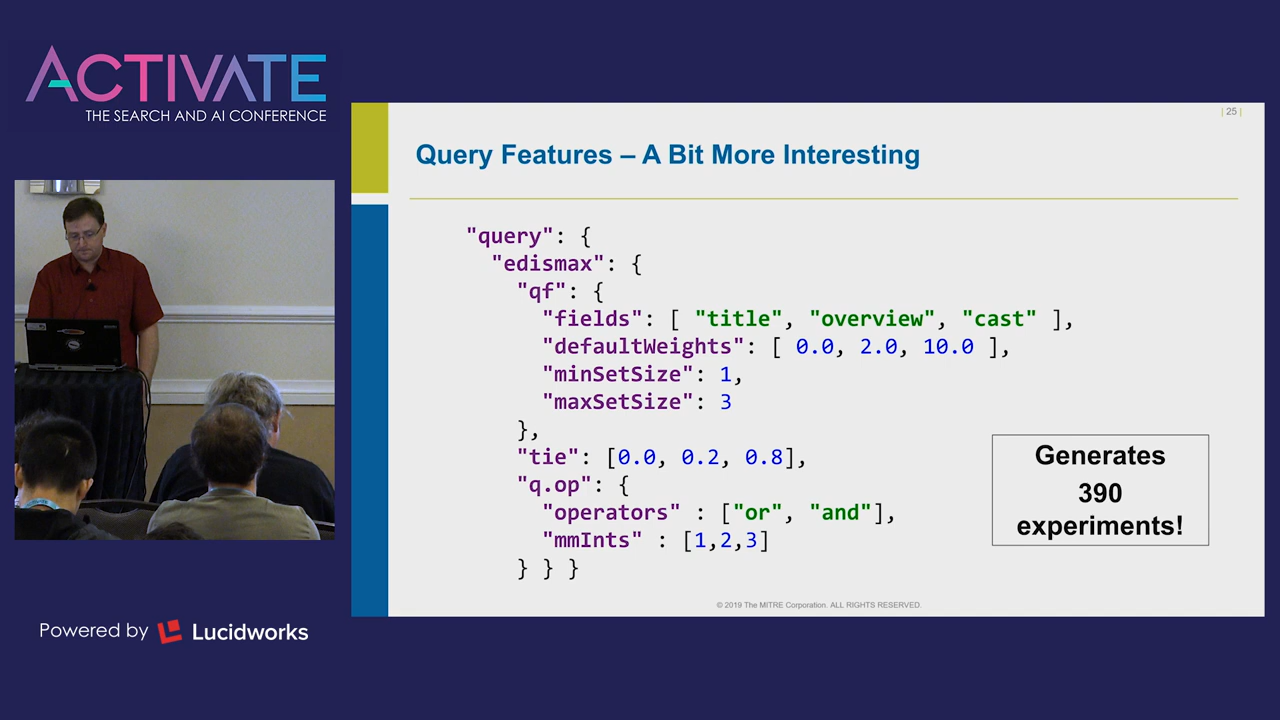 ACTIVATE
THE SEARCH AND AI CONFERENCE
| 25 |
Query Features – A Bit More Interesting
"query": {
"edismax": {
"qf": {
"fields": [ "title", "overview", "cast" ],
"defaultWeights": [ 0.0, 2.0, 10.0 ],
"minSetSize": 1,
"maxSetSize": 3
},
"tie": [0.0, 0.2, 0.8],
"q.op": {
"operators" : ["or", "and"],
"mmInts" : [1,2,3]
} } }
Generates
390
experiments!
© 2019 The MITRE Corporation. ALL RIGHTS RESERVED.
Powered by Lucidworks